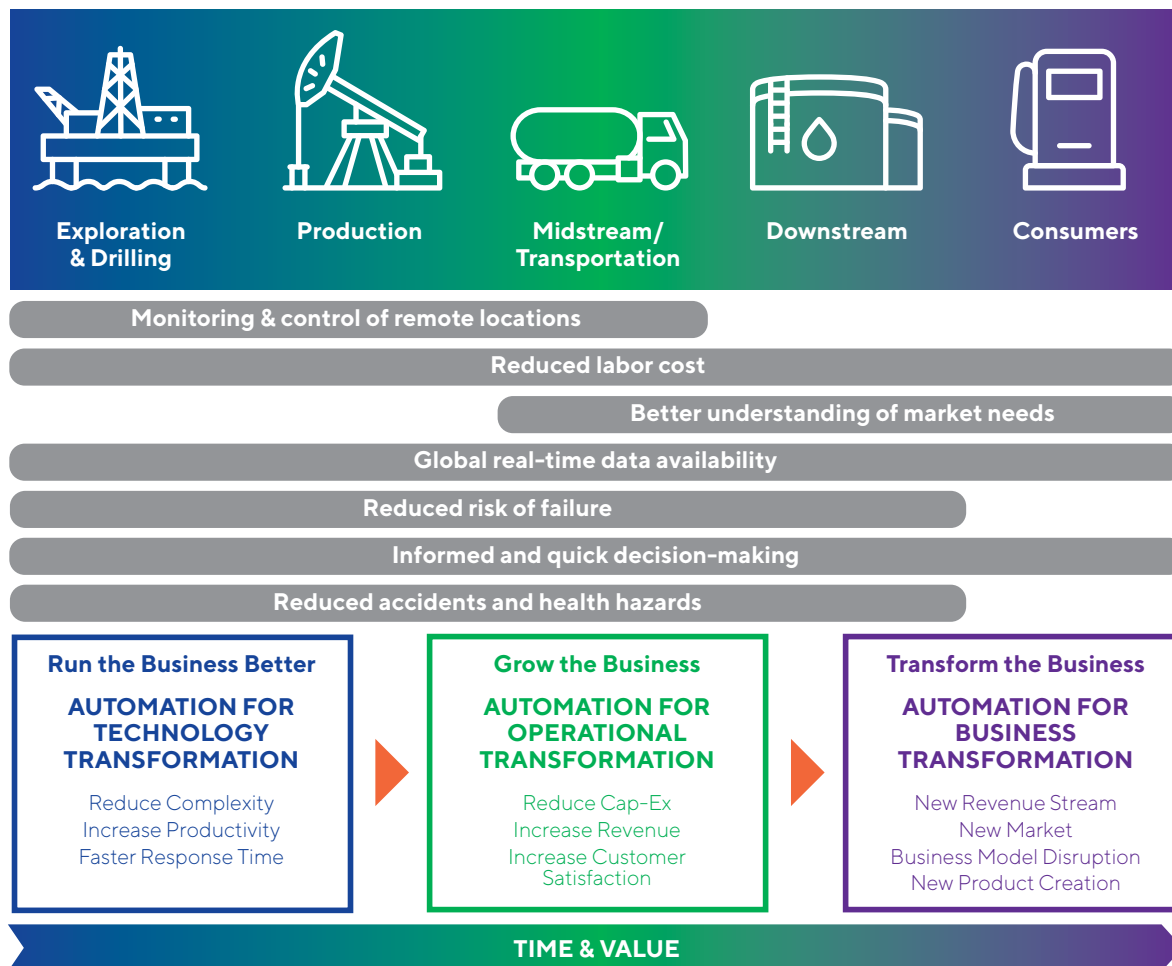 Exploration
& Drilling
Production
Midstream/
Transportation
Downstream
Consumers
Monitoring & control of remote locations
Reduced labor cost
Better understanding of market needs
Global real-time data availability
Reduced risk of failure
Informed and quick decision-making
Reduced accidents and health hazards
Run the Business Better
AUTOMATION FOR
TECHNOLOGY
TRANSFORMATION
Reduce Complexity
Increase Productivity
Faster Response Time
Grow the Business
AUTOMATION FOR
OPERATIONAL
TRANSFORMATION
Reduce Cap-Ex
Increase Revenue
Increase Customer
Satisfaction
Transform the Business
AUTOMATION FOR
BUSINESS
TRANSFORMATION
New Revenue Stream
New Market
Business Model Disruption
New Product Creation
TIME & VALUE